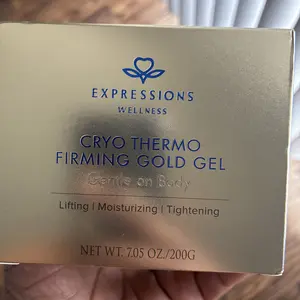 EXPRESSIONS
WELLNESS
CRYO THERMO
FIRMING GOLD GEL
Gentle on Body
Lifting | Moisturizing | Tightening
NET WT. 7.05 OZ./200G